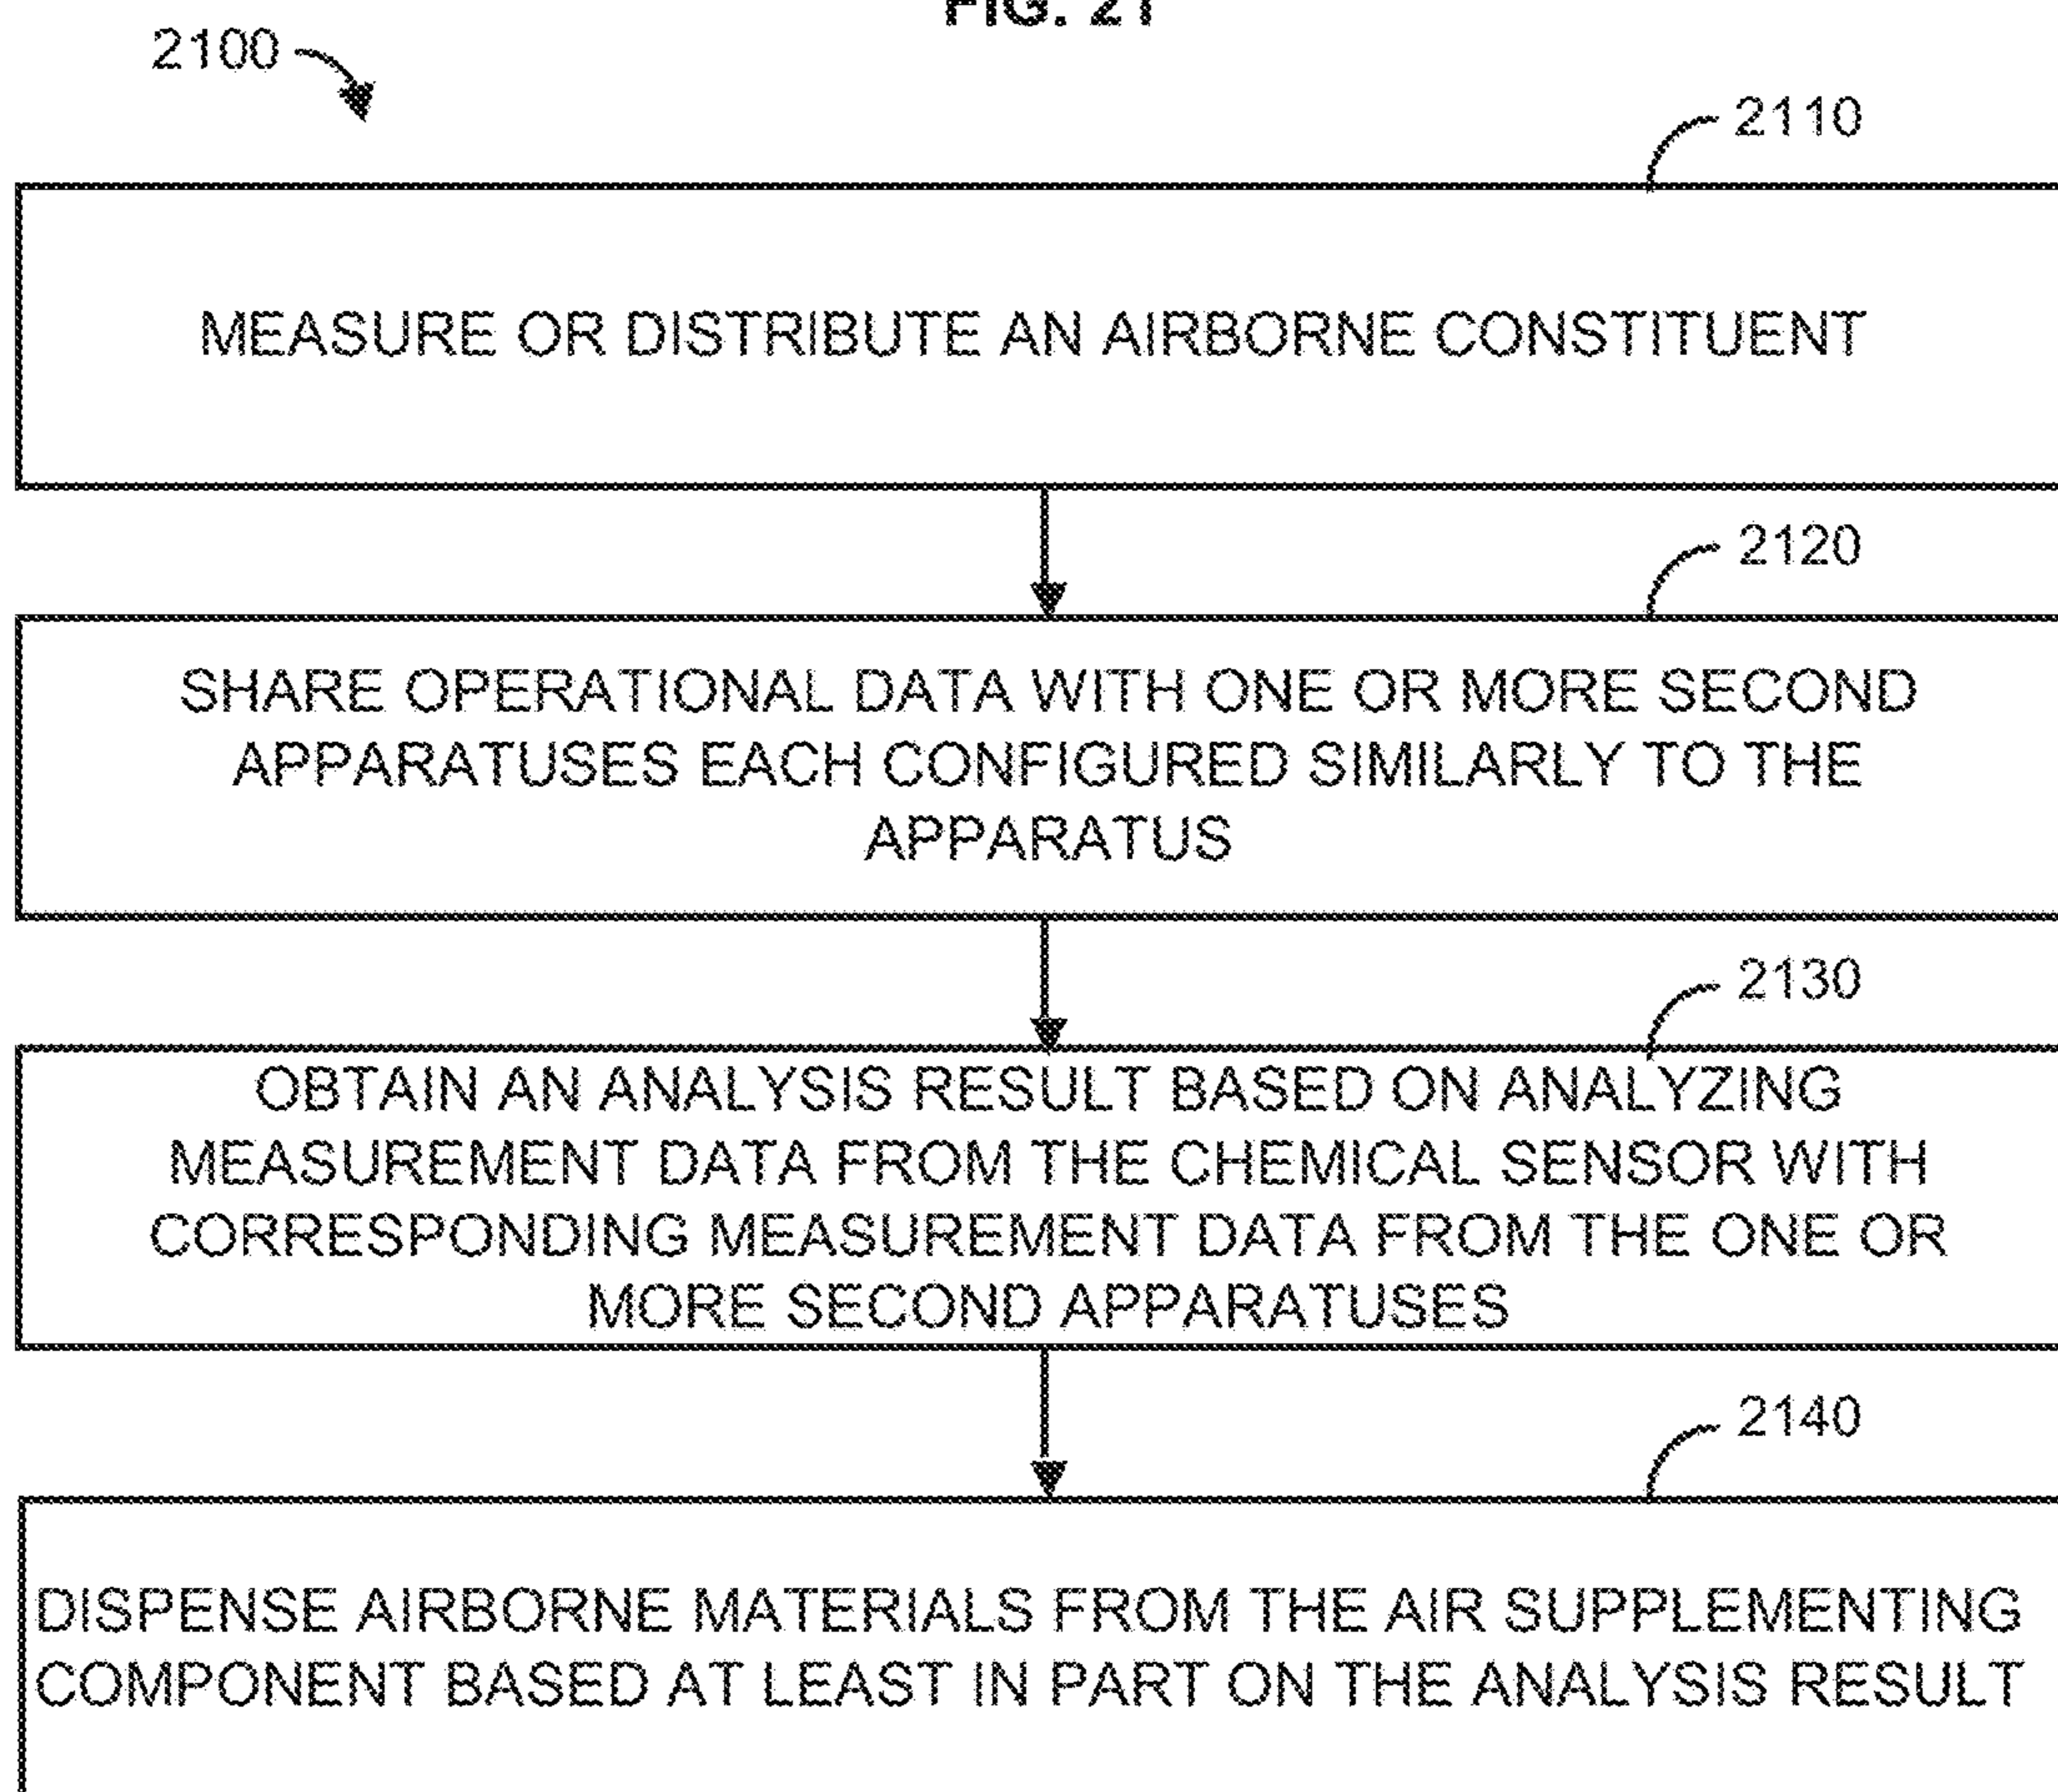 FIG. 21
2100
2110
MEASURE OR DISTRIBUTE AN AIRBORNE CONSTITUENT
2120
SHARE OPERATIONAL DATA WITH ONE OR MORE SECOND
APPARATUSES EACH CONFIGURED SIMILARLY TO THE
APPARATUS
2130
OBTAIN AN ANALYSIS RESULT BASED ON ANALYZING
MEASUREMENT DATA FROM THE CHEMICAL SENSOR WITH
CORRESPONDING MEASUREMENT DATA FROM THE ONE OR
MORE SECOND APPARATUSES
2140
DISPENSE AIRBORNE MATERIALS FROM THE AIR SUPPLEMENTING
COMPONENT BASED AT LEAST IN PART ON THE ANALYSIS RESULT